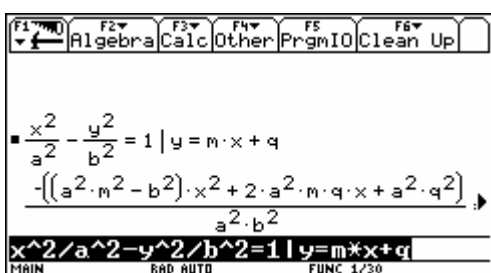 F1▼ F2▼ Algebra F3▼ Calc F4▼ Other F5 PrgmIO F6▼ Clean Up
■ x²/a² - y²/b² = 1 | y = m·x + q
-((a²·m² - b²)·x² + 2·a²·m·q·x + a²·q²)/(a²·b²) ▶
x^2/a^2-y^2/b^2=1|y=m*x+q
MAIN RAD AUTO FUNC 1/30